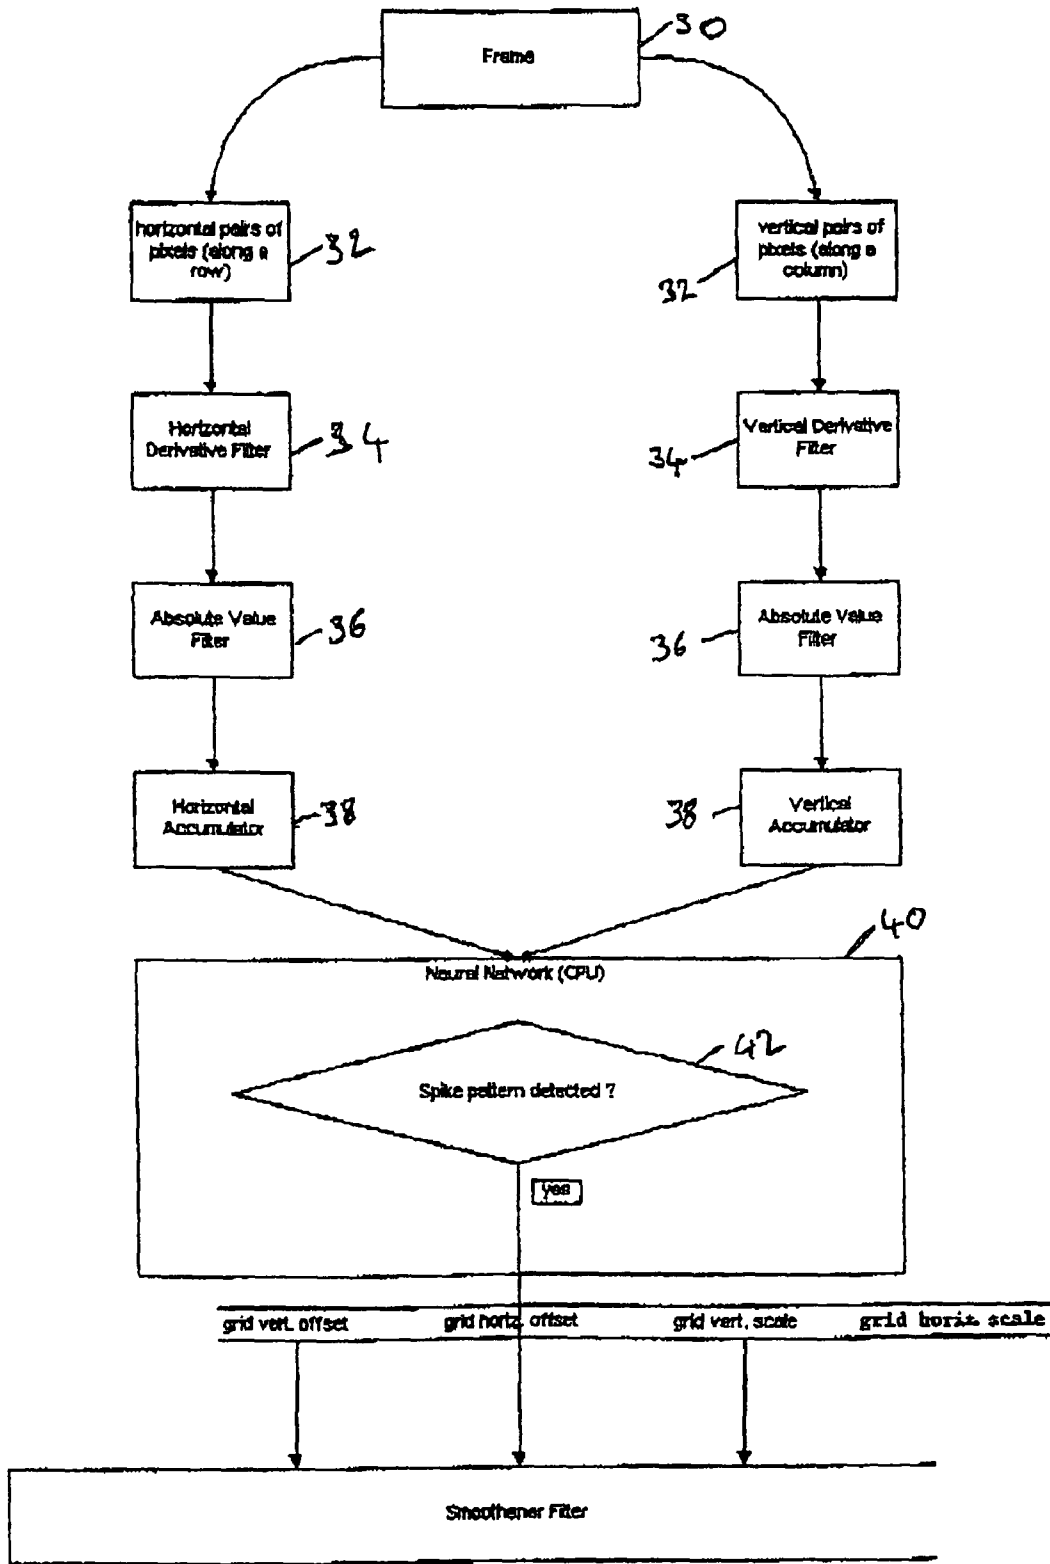 30
Frame
horizontal pairs of
pixels (along a
row)
32
vertical pairs of
pixels (along a
column)
32
Horizontal
Derivative Filter
34
Vertical Derivative
Filter
34
Absolute Value
Filter
36
Absolute Value
Filter
36
Horizontal
Accumulator
38
Vertical
Accumulator
38
40
Neural Network (CPU)
42
Spike pattern detected ?
yes
grid vert. offset
grid horiz. offset
grid vert. scale
grid horiz. scale
Smoothener Filter